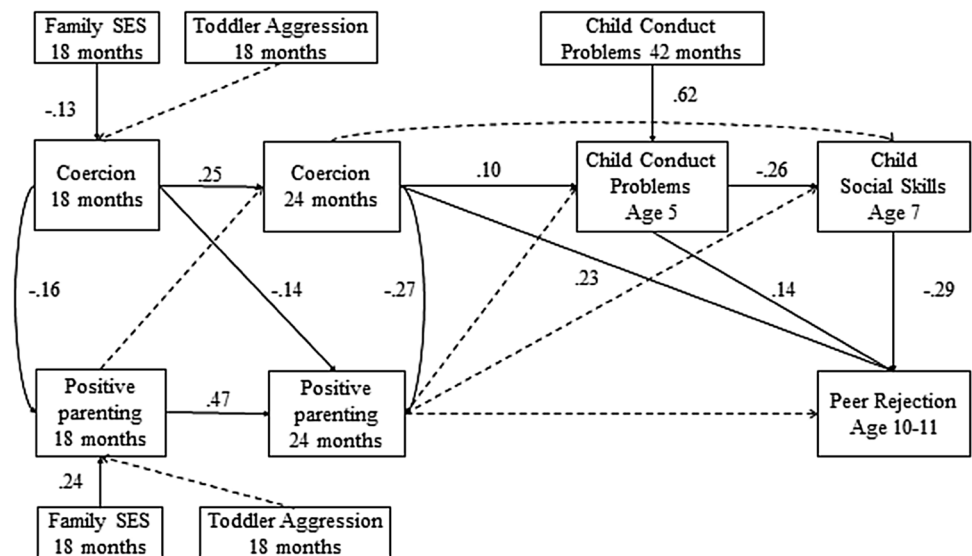 Family SES
18 months
Toddler Aggression
18 months
Child Conduct
Problems 42 months
-.13
.62
Coercion
18 months
.25
Coercion
24 months
.10
Child Conduct
Problems
Age 5
-.26
Child
Social Skills
Age 7
-.16
-.14
-.27
.23
.14
-.29
Positive
parenting
18 months
.47
Positive
parenting
24 months
Peer Rejection
Age 10-11
.24
Family SES
18 months
Toddler Aggression
18 months